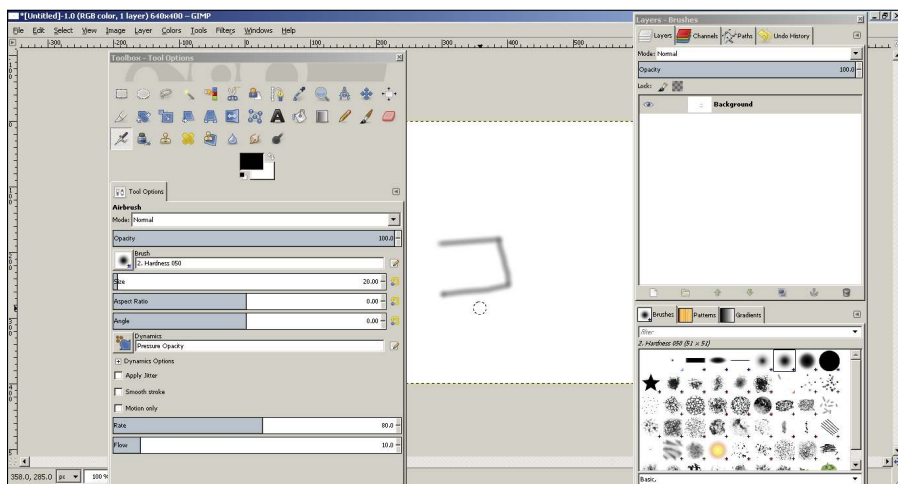 *[Untitled]-1.0 (RGB color, 1 layer) 640x400 – GIMP
File Edit Select View Image Layer Colors Tools Filters Windows Help
Toolbox - Tool Options
Tool Options
Airbrush
Mode: Normal
Opacity 100.0
Brush
2. Hardness 050
Size 20.00
Aspect Ratio 0.00
Angle 0.00
Dynamics
Pressure Opacity
Dynamics Options
Apply Jitter
Smooth stroke
Motion only
Rate 80.0
Flow 10.0
358.0, 285.0 px 100 %
Layers - Brushes
Layers Channels Paths Undo History
Mode: Normal
Opacity 100.0
Lock:
Background
Brushes Patterns Gradients
filter
2. Hardness 050 (51 × 51)
Basic,